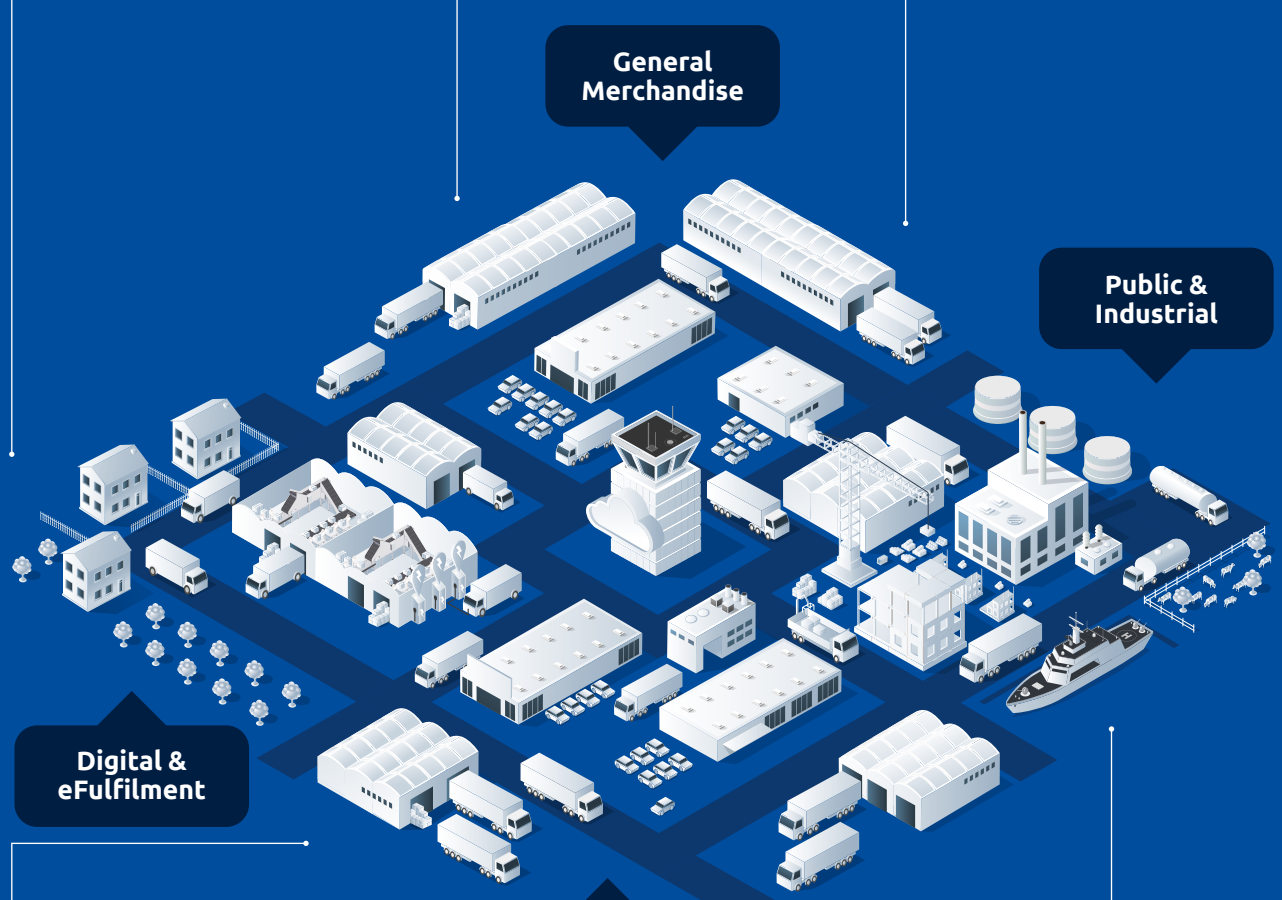 General
Merchandise
Public &
Industrial
Digital &
eFulfilment